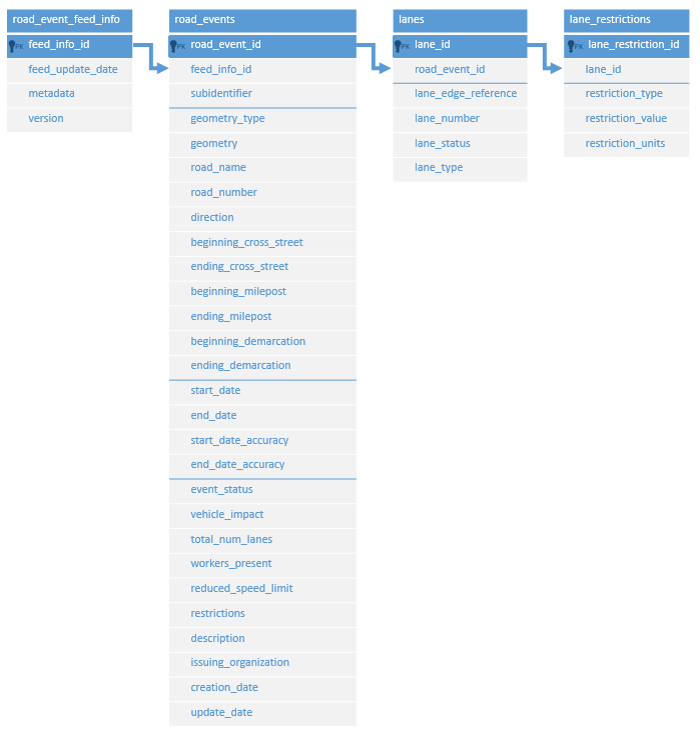 road_event_feed_info
PK feed_info_id
feed_update_date
metadata
version
road_events
PK road_event_id
feed_info_id
subidentifier
geometry_type
geometry
road_name
road_number
direction
beginning_cross_street
ending_cross_street
beginning_milepost
ending_milepost
beginning_demarcation
ending_demarcation
start_date
end_date
start_date_accuracy
end_date_accuracy
event_status
vehicle_impact
total_num_lanes
workers_present
reduced_speed_limit
restrictions
description
issuing_organization
creation_date
update_date
lanes
PK lane_id
road_event_id
lane_edge_reference
lane_number
lane_status
lane_type
lane_restrictions
PK lane_restriction_id
lane_id
restriction_type
restriction_value
restriction_units